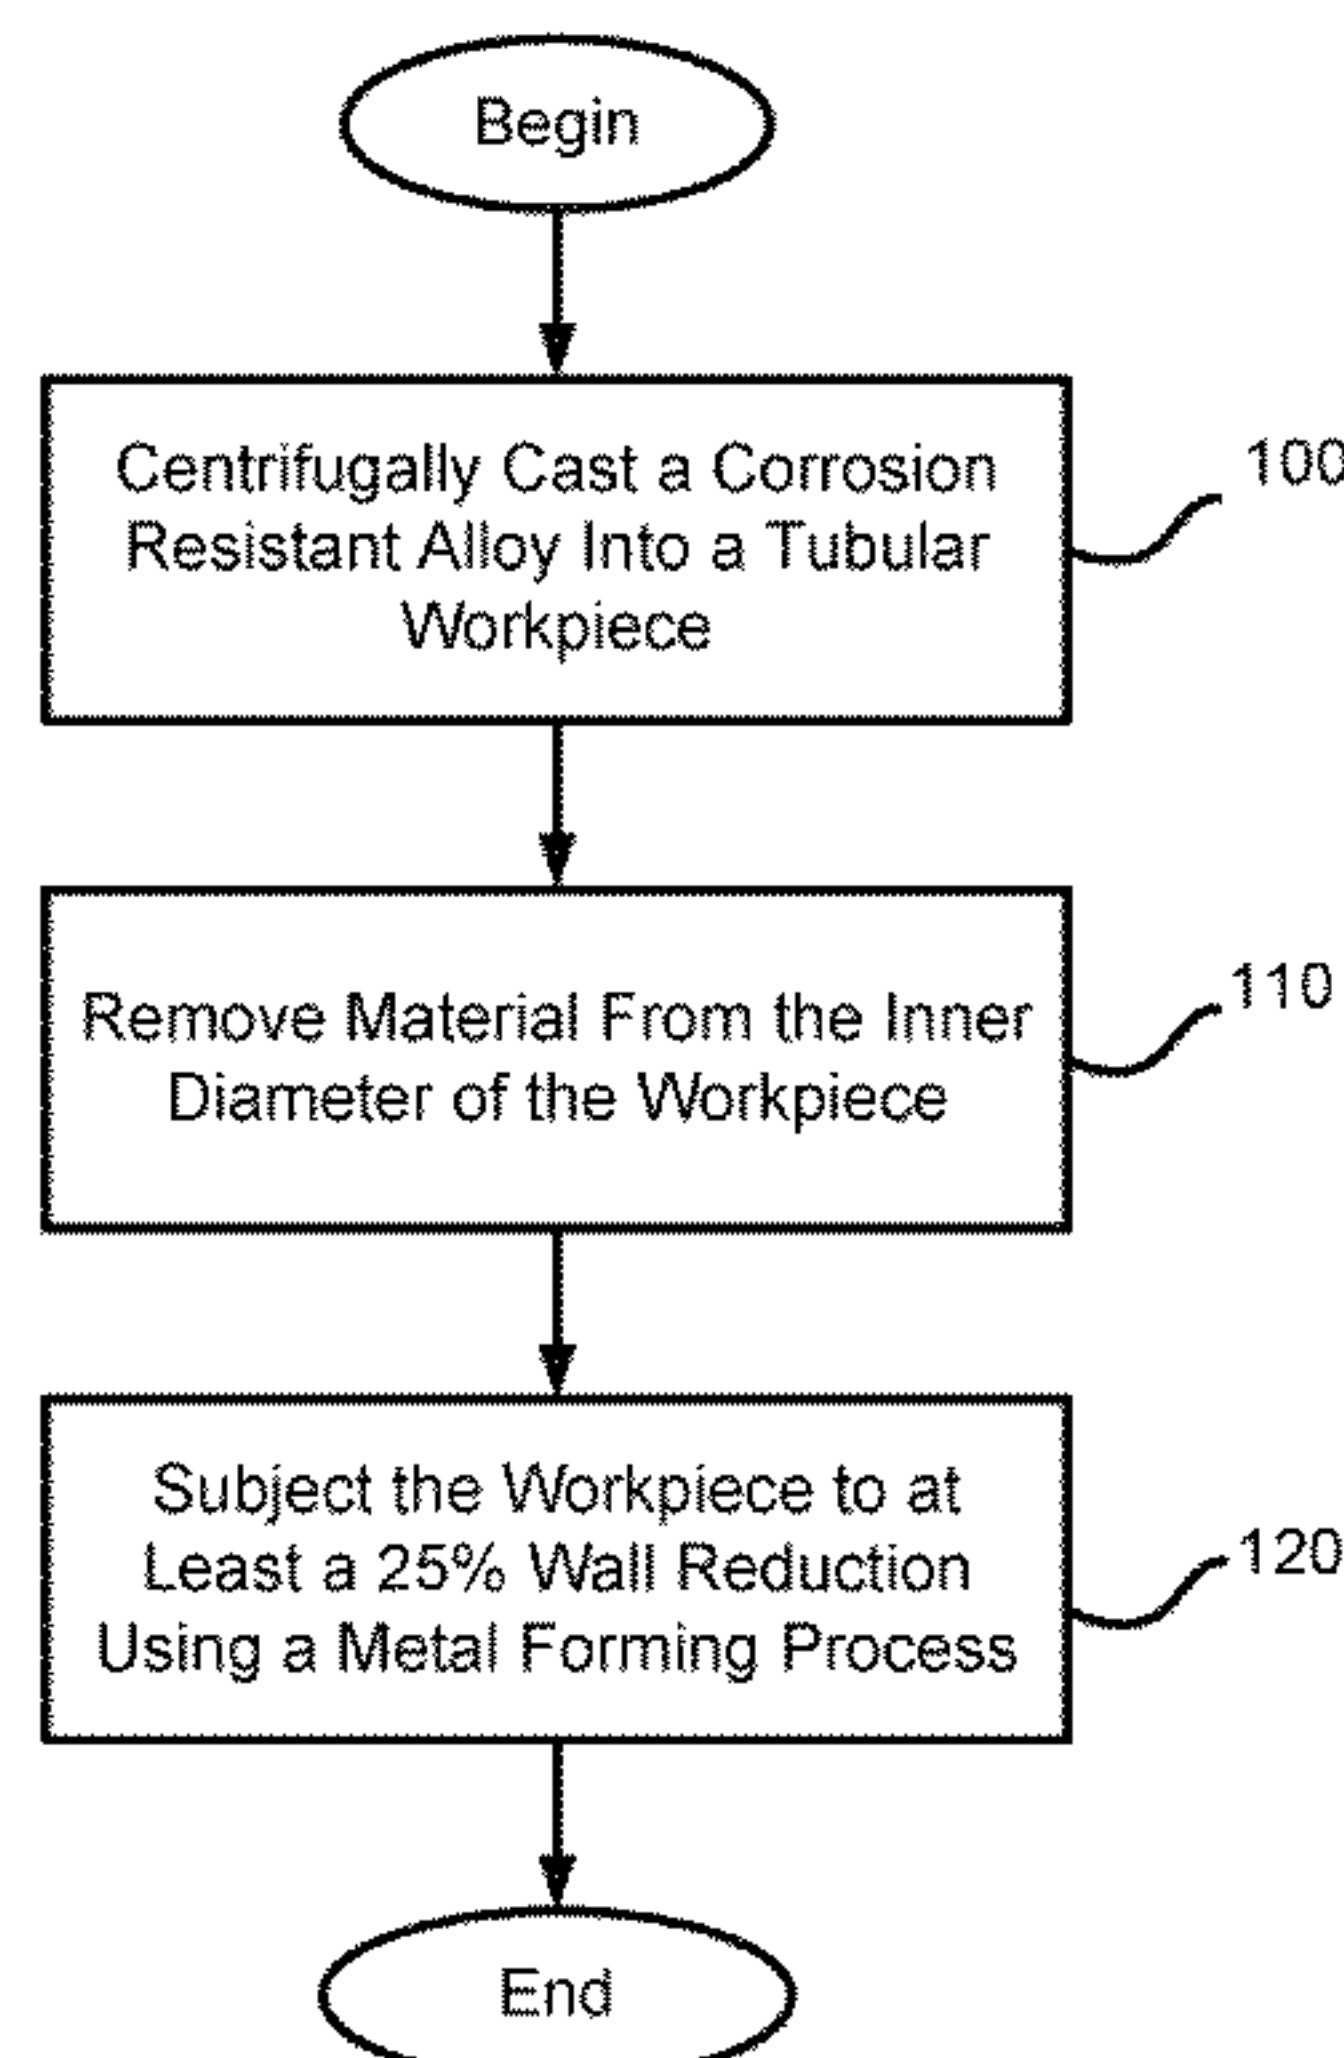 Begin
Centrifugally Cast a Corrosion
Resistant Alloy Into a Tubular
Workpiece
100
Remove Material From the Inner
Diameter of the Workpiece
110
Subject the Workpiece to at
Least a 25% Wall Reduction
Using a Metal Forming Process
120
End